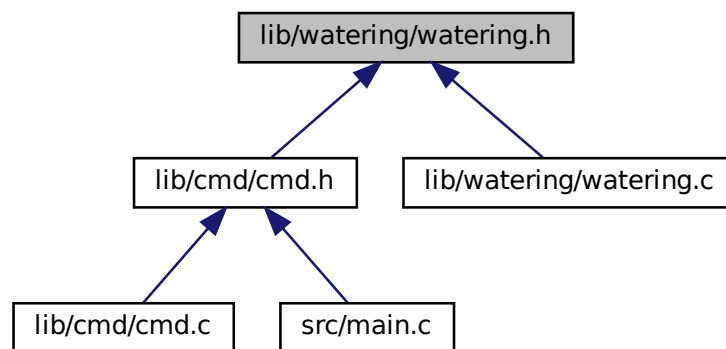 lib/watering/watering.h
lib/cmd/cmd.h
lib/watering/watering.c
lib/cmd/cmd.c
src/main.c